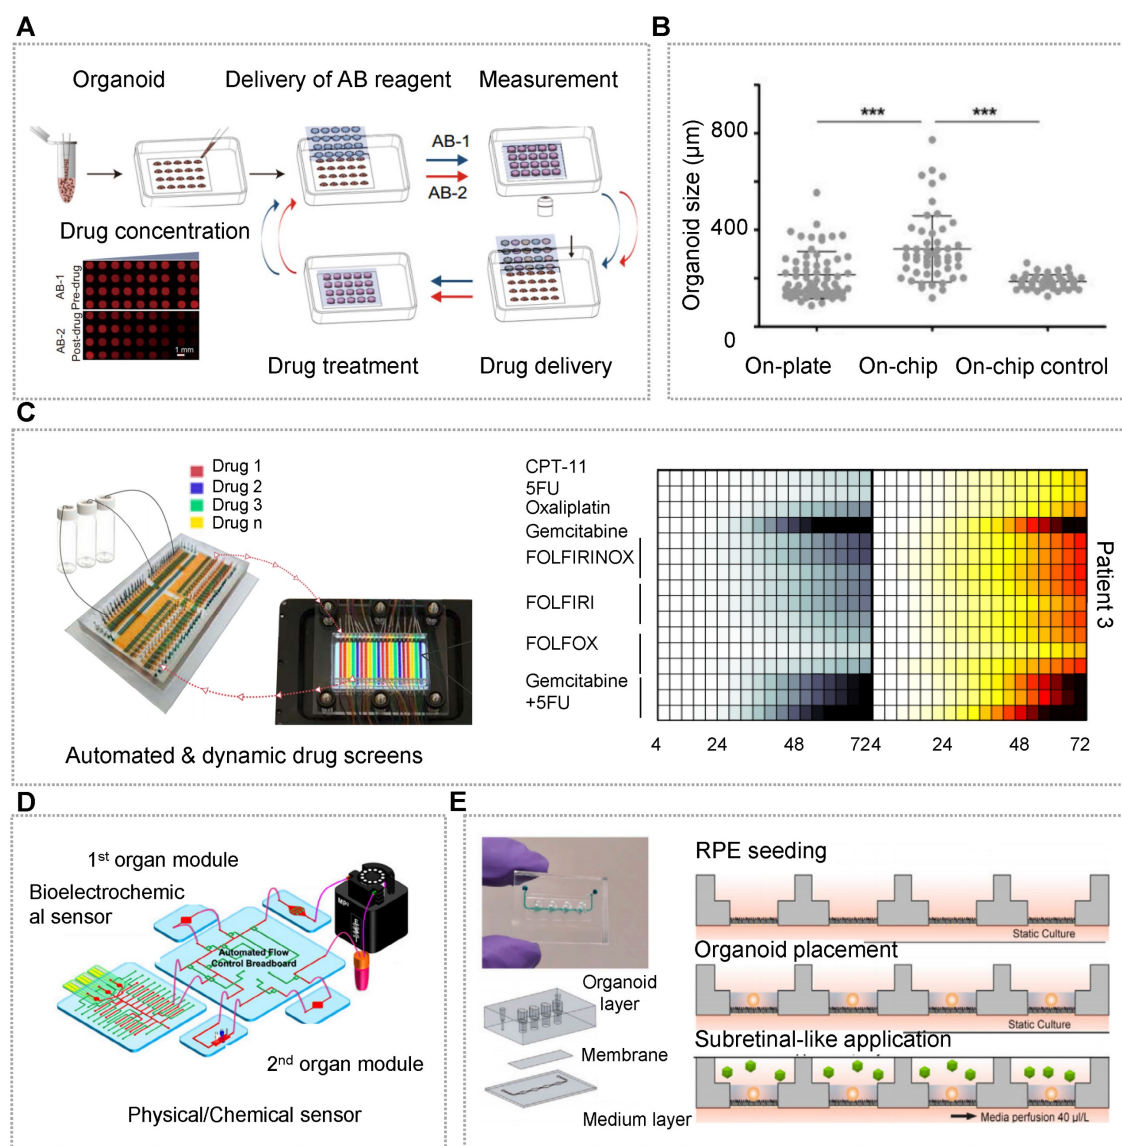 A
Organoid
Delivery of AB reagent
Measurement
AB-1
AB-2
Drug concentration
AB-1
Pre-drug
AB-2
Post-drug
1 mm
Drug treatment
Drug delivery
B
Organoid size (µm)
800
400
0
***
***
On-plate
On-chip
On-chip control
C
Drug 1
Drug 2
Drug 3
Drug n
Automated & dynamic drug screens
CPT-11
5FU
Oxaliplatin
Gemcitabine
FOLFIRINOX
FOLFIRI
FOLFOX
Gemcitabine
+5FU
Patient 3
4 24 48 724 24 48 72
D
1st organ module
Bioelectrochemic
al sensor
Automated Flow
Control Breadboard
2nd organ module
Physical/Chemical sensor
E
Organoid
layer
Membrane
Medium layer
RPE seeding
Static Culture
Organoid placement
Static Culture
Subretinal-like application
Media perfusion 40 µl/L